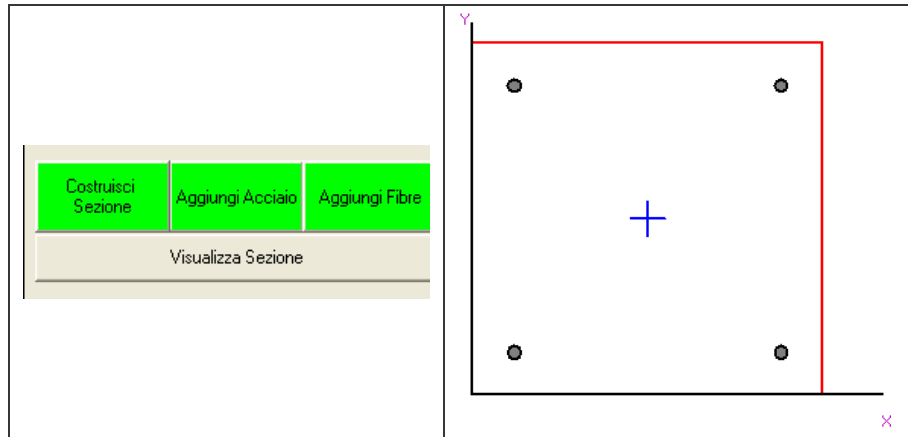 Costruisci
Sezione
Aggiungi Acciaio
Aggiungi Fibre
Visualizza Sezione
Y
X